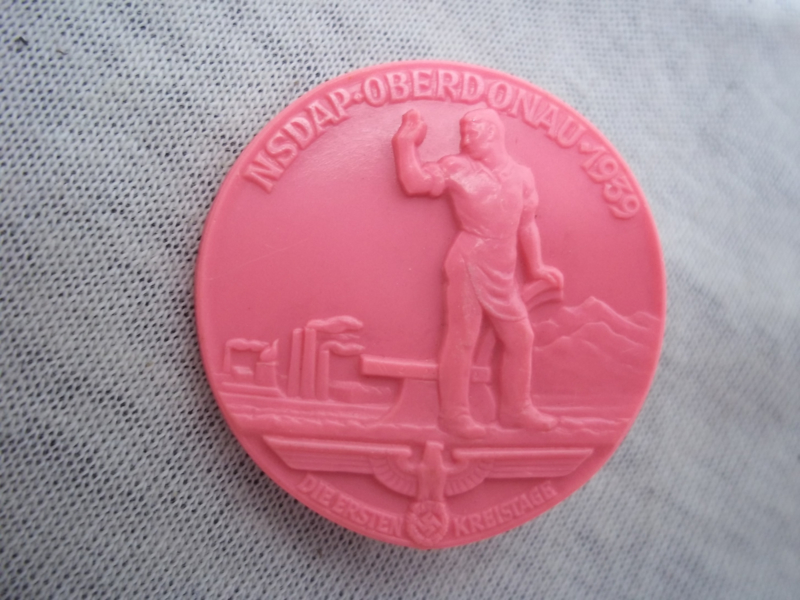 NSDAP·OBERDONAU·1939
DIE ERSTEN KREISTAGE